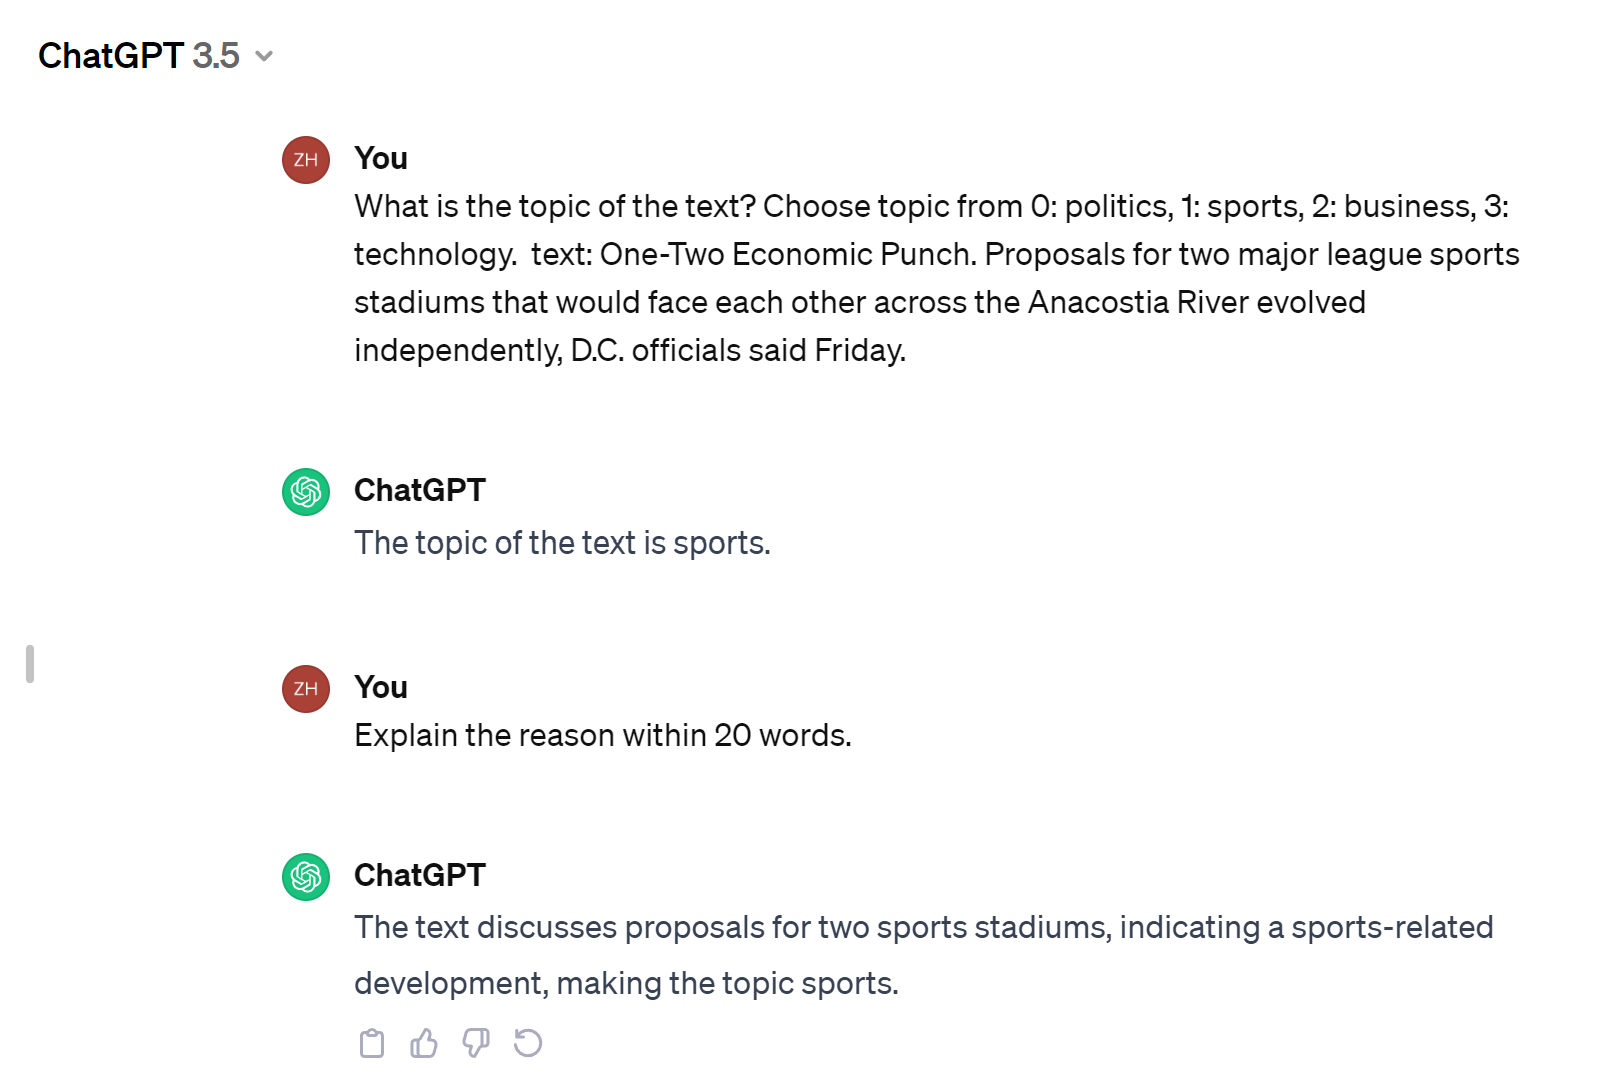 ChatGPT 3.5
ZH
You
What is the topic of the text? Choose topic from 0: politics, 1: sports, 2: business, 3:
technology.  text: One-Two Economic Punch. Proposals for two major league sports
stadiums that would face each other across the Anacostia River evolved
independently, D.C. officials said Friday.
ChatGPT
The topic of the text is sports.
ZH
You
Explain the reason within 20 words.
ChatGPT
The text discusses proposals for two sports stadiums, indicating a sports-related
development, making the topic sports.